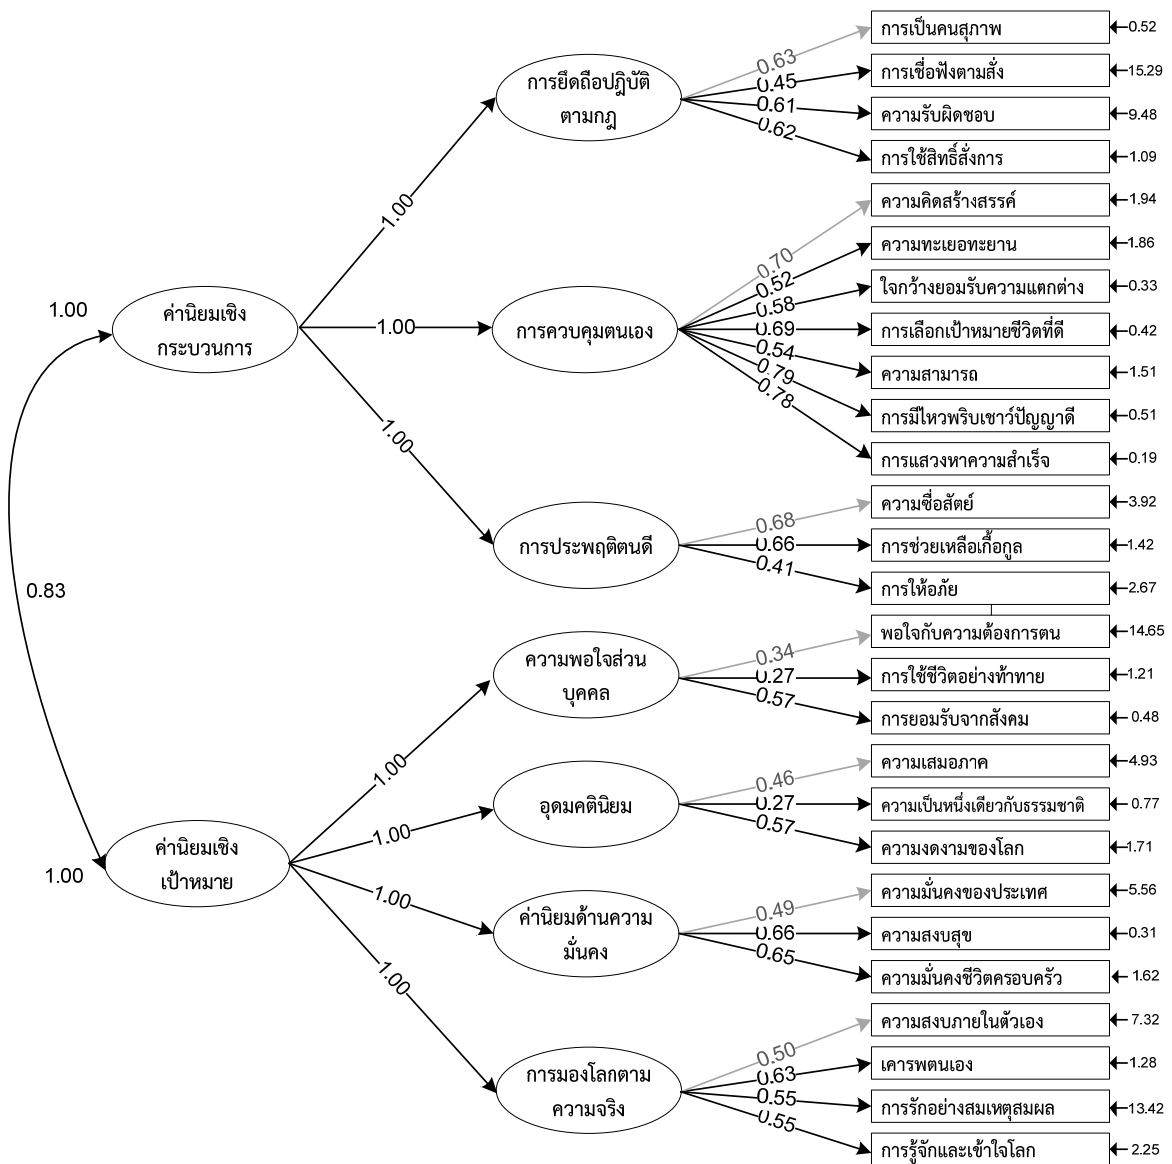 การเป็นคนสุภาพ
0.52
0.63
การยึดถือปฏิบัติ
ตามกฎ
การเชื่อฟังตามสั่ง
15.29
0.45
ความรับผิดชอบ
9.48
0.61
การใช้สิทธิ์สั่งการ
1.09
0.62
1.00
ความคิดสร้างสรรค์
1.94
0.70
ความทะเยอทะยาน
1.86
0.52
ใจกว้างยอมรับความแตกต่าง
0.33
0.58
1.00
ค่านิยมเชิง
กระบวนการ
1.00
การควบคุมตนเอง
การเลือกเป้าหมายชีวิตที่ดี
0.42
0.69
ความสามารถ
1.51
0.54
การมีไหวพริบเชาว์ปัญญาดี
0.51
0.79
การแสวงหาความสำเร็จ
0.19
0.78
1.00
ความซื่อสัตย์
3.92
0.68
การประพฤติตนดี
การช่วยเหลือเกื้อกูล
1.42
0.66
การให้อภัย
2.67
0.41
0.83
พอใจกับความต้องการตน
14.65
0.34
ความพอใจส่วน
บุคคล
การใช้ชีวิตอย่างท้าทาย
1.21
0.27
การยอมรับจากสังคม
0.48
0.57
1.00
ความเสมอภาค
4.93
0.46
อุดมคตินิยม
ความเป็นหนึ่งเดียวกับธรรมชาติ
0.77
0.27
ความงดงามของโลก
1.71
0.57
1.00
ค่านิยมเชิง
เป้าหมาย
1.00
1.00
ความมั่นคงของประเทศ
5.56
0.49
ค่านิยมด้านความ
มั่นคง
ความสงบสุข
0.31
0.66
ความมั่นคงชีวิตครอบครัว
1.62
0.65
1.00
ความสงบภายในตัวเอง
7.32
0.50
การมองโลกตาม
ความจริง
เคารพตนเอง
1.28
0.63
การรักอย่างสมเหตุสมผล
13.42
0.55
การรู้จักและเข้าใจโลก
2.25
0.55